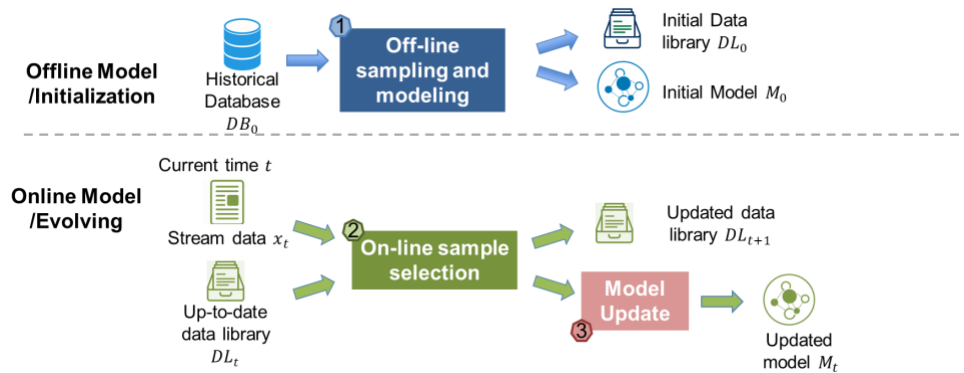 Offline Model
/Initialization
Historical
Database
DB₀
1
Off-line
sampling and
modeling
Initial Data
library DL₀
Initial Model M₀
Online Model
/Evolving
Current time t
Stream data xₜ
Up-to-date
data library
DLₜ
2
On-line sample
selection
Updated data
library DLₜ₊₁
Model
Update
3
Updated
model Mₜ